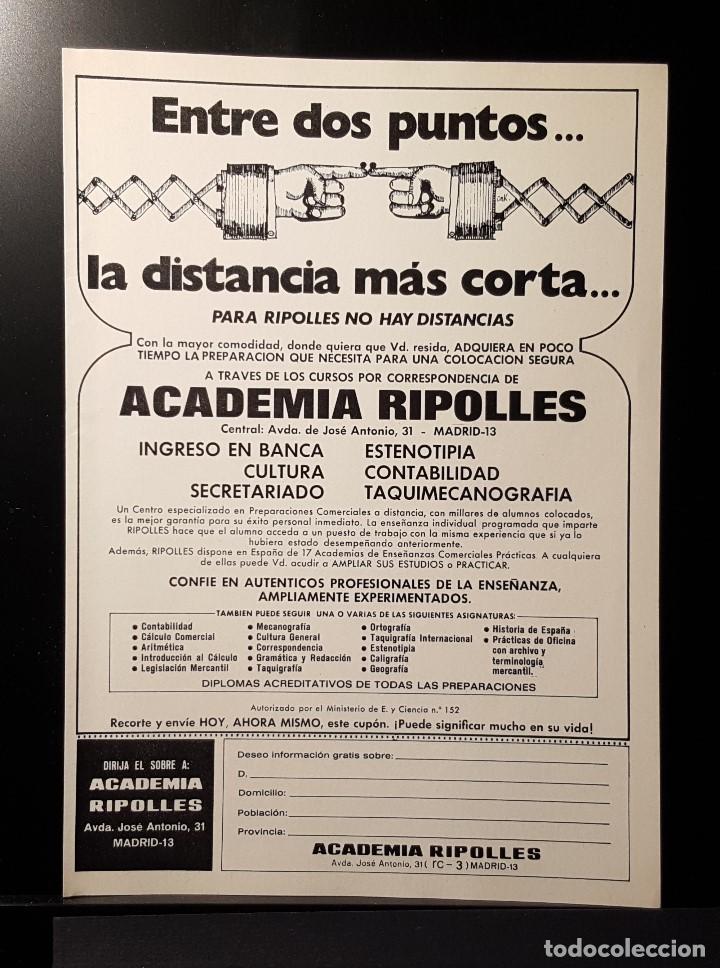 Entre dos puntos...
la distancia más corta...
PARA RIPOLLES NO HAY DISTANCIAS
Con la mayor comodidad, donde quiera que Vd. resida, ADQUIERA EN POCO
TIEMPO LA PREPARACION QUE NECESITA PARA UNA COLOCACION SEGURA
A TRAVES DE LOS CURSOS POR CORRESPONDENCIA DE
ACADEMIA RIPOLLES
Central: Avda. de José Antonio, 31 - MADRID-13
INGRESO EN BANCA ESTENOTIPIA
CULTURA CONTABILIDAD
SECRETARIADO TAQUIMECANOGRAFIA
Un Centro especializado en Preparaciones Comerciales a distancia, con millares de alumnos colocados,
es la mejor garantía para su éxito personal inmediato. La enseñanza individual programada que imparte
RIPOLLES hace que el alumno acceda a un puesto de trabajo con la misma experiencia que si ya la
hubiera estado desempeñando anteriormente.
Además, RIPOLLES dispone en España de 17 Academias de Enseñanzas Comerciales Prácticas. A cualquiera
de ellas puede Vd. acudir a AMPLIAR SUS ESTUDIOS o PRACTICAR.
CONFIE EN AUTENTICOS PROFESIONALES DE LA ENSEÑANZA,
AMPLIAMENTE EXPERIMENTADOS.
TAMBIEN PUEDE SEGUIR UNA O VARIAS DE LAS SIGUIENTES ASIGNATURAS:
• Contabilidad
• Cálculo Comercial
• Aritmética
• Introducción al Cálculo
• Legislación Mercantil
• Mecanografía
• Cultura General
• Correspondencia
• Gramática y Redacción
• Taquigrafía
• Ortografía
• Taquigrafía Internacional
• Estenotipia
• Caligrafía
• Geografía
• Historia de España
• Prácticas de Oficina
con archivo y
terminología
mercantil.
DIPLOMAS ACREDITATIVOS DE TODAS LAS PREPARACIONES
Autorizado por el Ministerio de E. y Ciencia n.º 152
Recorte y envíe HOY, AHORA MISMO, este cupón. ¡Puede significar mucho en su vida!
DIRIJA EL SOBRE A:
ACADEMIA
RIPOLLES
Avda. José Antonio, 31
MADRID-13
Deseo información gratis sobre:
D.
Domicilio:
Población:
Provincia:
ACADEMIA RIPOLLES
Avda. José Antonio, 31 ( rc - 3 ) MADRID-13
todocoleccion